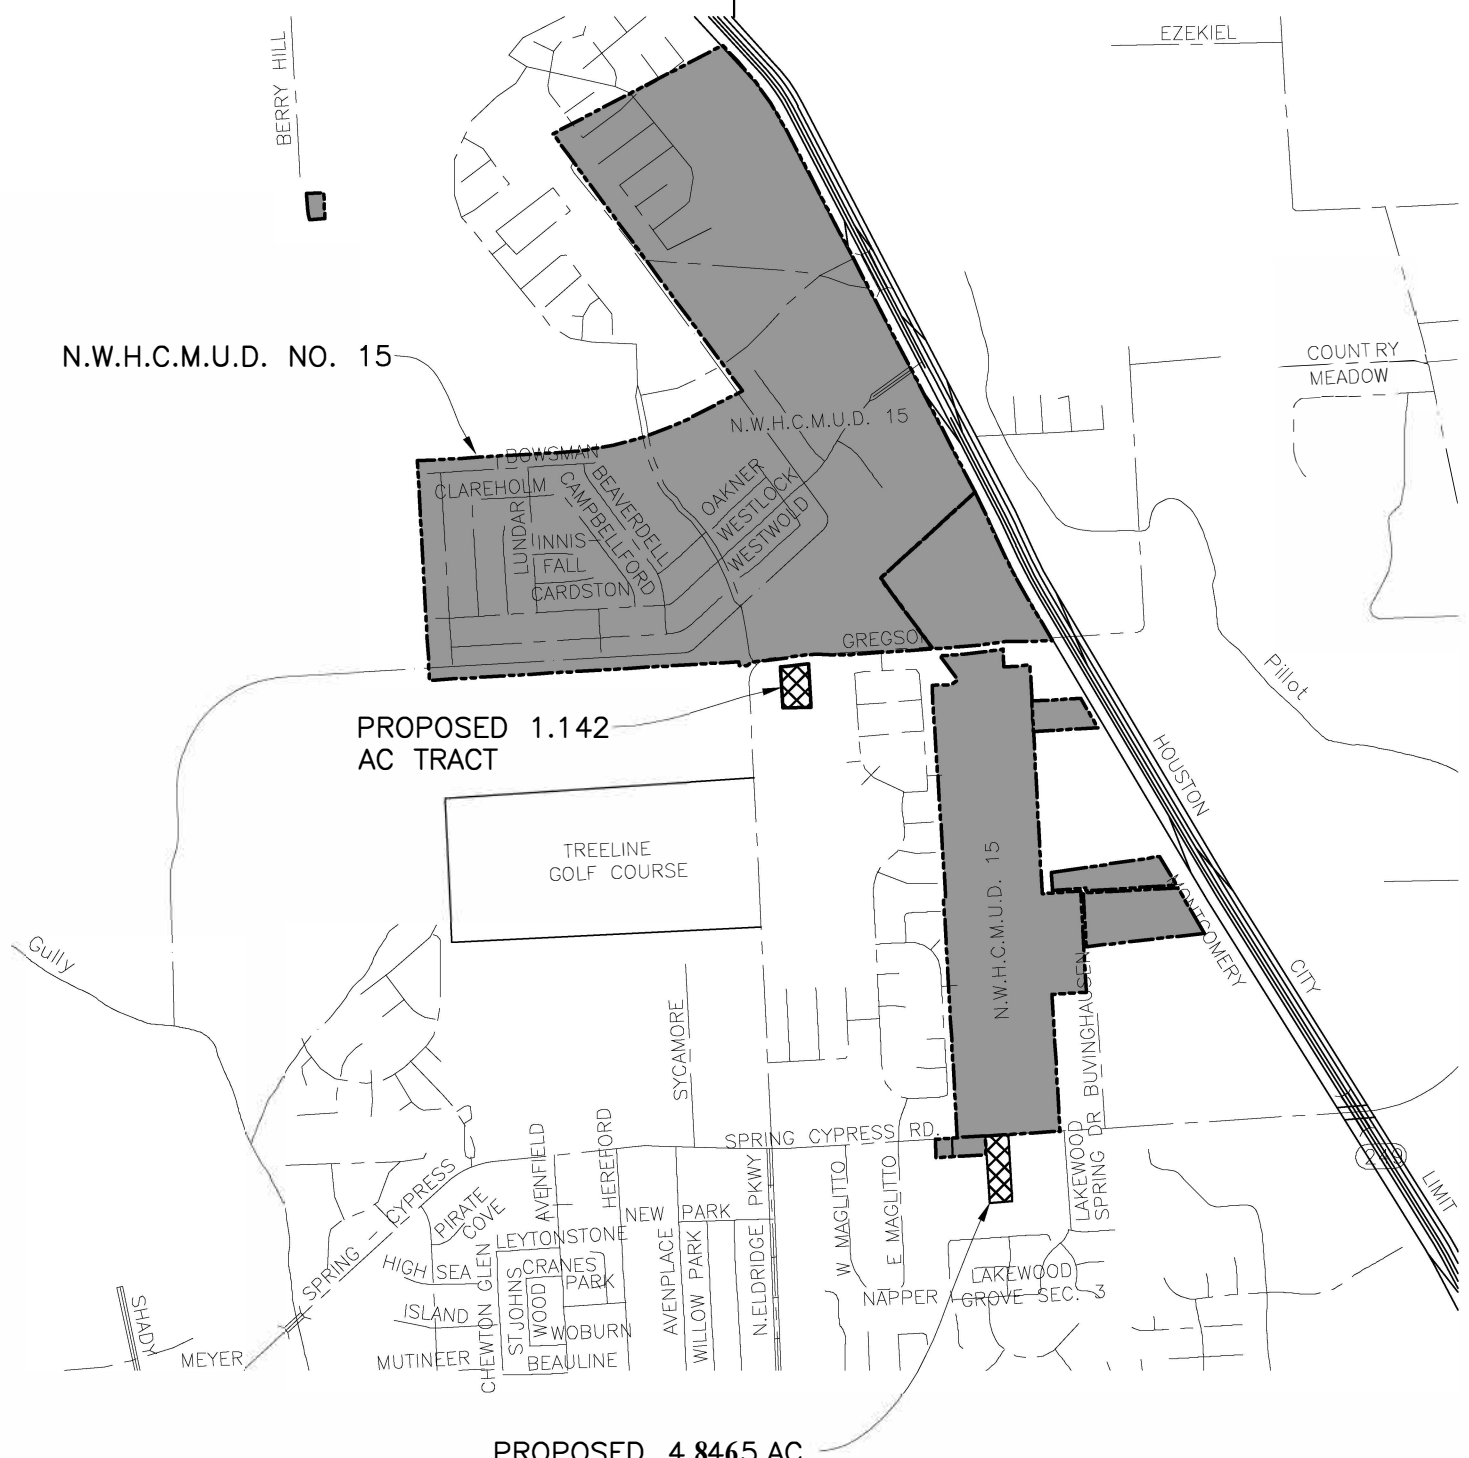 EZEKIEL
BERRY HILL
N.W.H.C.M.U.D. NO. 15
COUNTRY
MEADOW
N.W.H.C.M.U.D. 15
BOWSMAN
CLAREHOLM
LUNDAR
CAMPBELLFORD
BEAVERDELL
INNIS
FALL
CARDSTON
OAKNER
WESTLOCK
WESTWOLD
GREGSON
Pillot
PROPOSED 1.142
AC TRACT
HOUSTON
TREELINE
GOLF COURSE
N.W.H.C.M.U.D. 15
MONTGOMERY
CITY
Gully
SYCAMORE
BUVINGHAUSEN
SPRING CYPRESS RD.
249
LIMIT
AVENFIELD
HEREFORD
N.ELDRIDGE PKWY
W MAGLITTO
E MAGLITTO
LAKEWOOD
SPRING DR
SPRING CYPRESS
PIRATE
COVE
NEW PARK
LEYTONSTONE
HIGH SEA
CRANES
PARK
CHEWTON GLEN
ST.JOHNS
WOOD
AVENPLACE
WILLOW PARK
ISLAND
WOBURN
NAPPER
LAKEWOOD
GROVE SEC. 3
SHADY
MEYER
MUTINEER
BEAULINE
PROPOSED 4.8465 AC